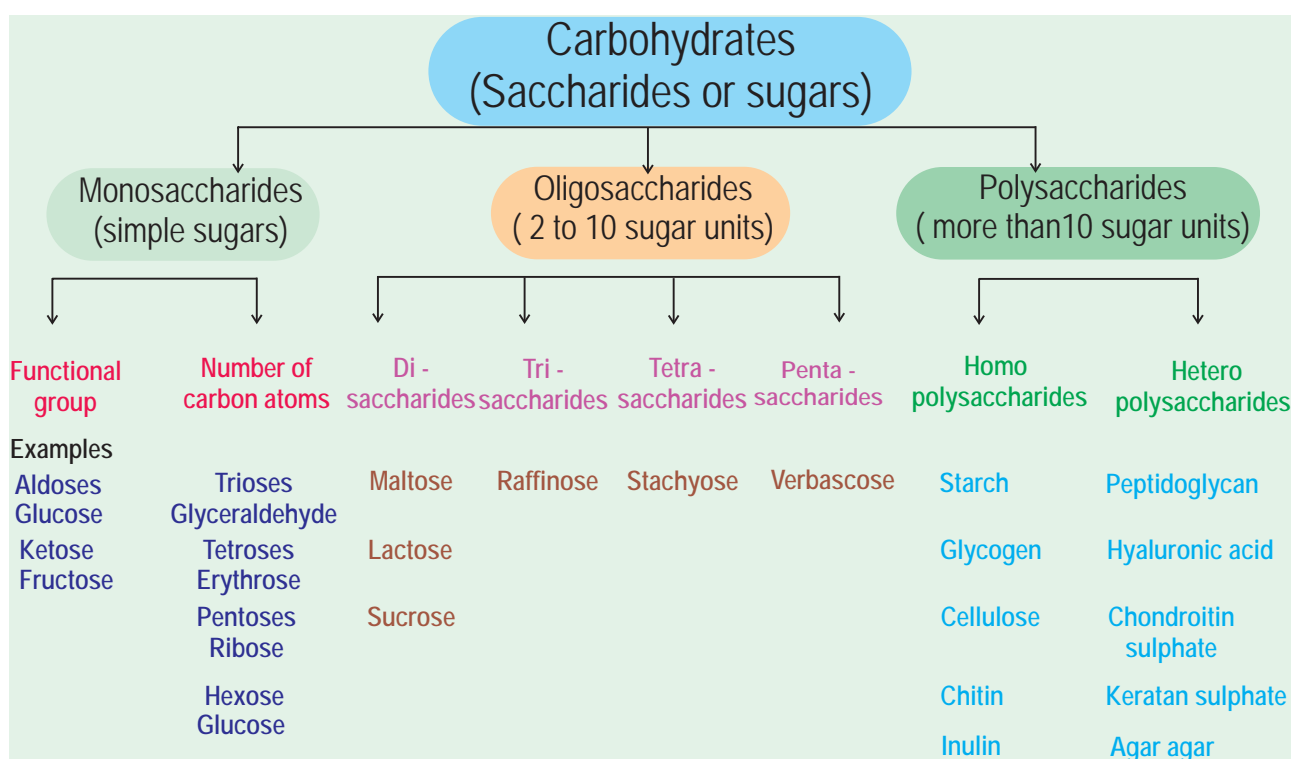 Carbohydrates
(Saccharides or sugars)
Monosaccharides
(simple sugars)
Oligosaccharides
( 2 to 10 sugar units)
Polysaccharides
( more than10 sugar units)
Functional
group
Number of
carbon atoms
Di -
saccharides
Tri -
saccharides
Tetra -
saccharides
Penta -
saccharides
Homo
polysaccharides
Hetero
polysaccharides
Examples
Aldoses
Glucose
Ketose
Fructose
Trioses
Glyceraldehyde
Tetroses
Erythrose
Pentoses
Ribose
Hexose
Glucose
Maltose
Lactose
Sucrose
Raffinose
Stachyose
Verbascose
Starch
Glycogen
Cellulose
Chitin
Inulin
Peptidoglycan
Hyaluronic acid
Chondroitin
sulphate
Keratan sulphate
Agar agar